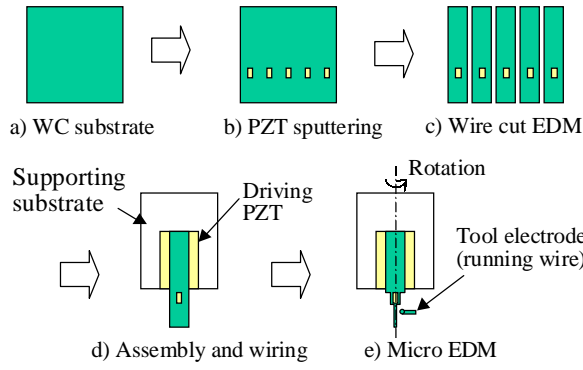 a) WC substrate
b) PZT sputtering
c) Wire cut EDM
Supporting
substrate
Driving
PZT
Rotation
Tool electrode
(running wire)
d) Assembly and wiring
e) Micro EDM